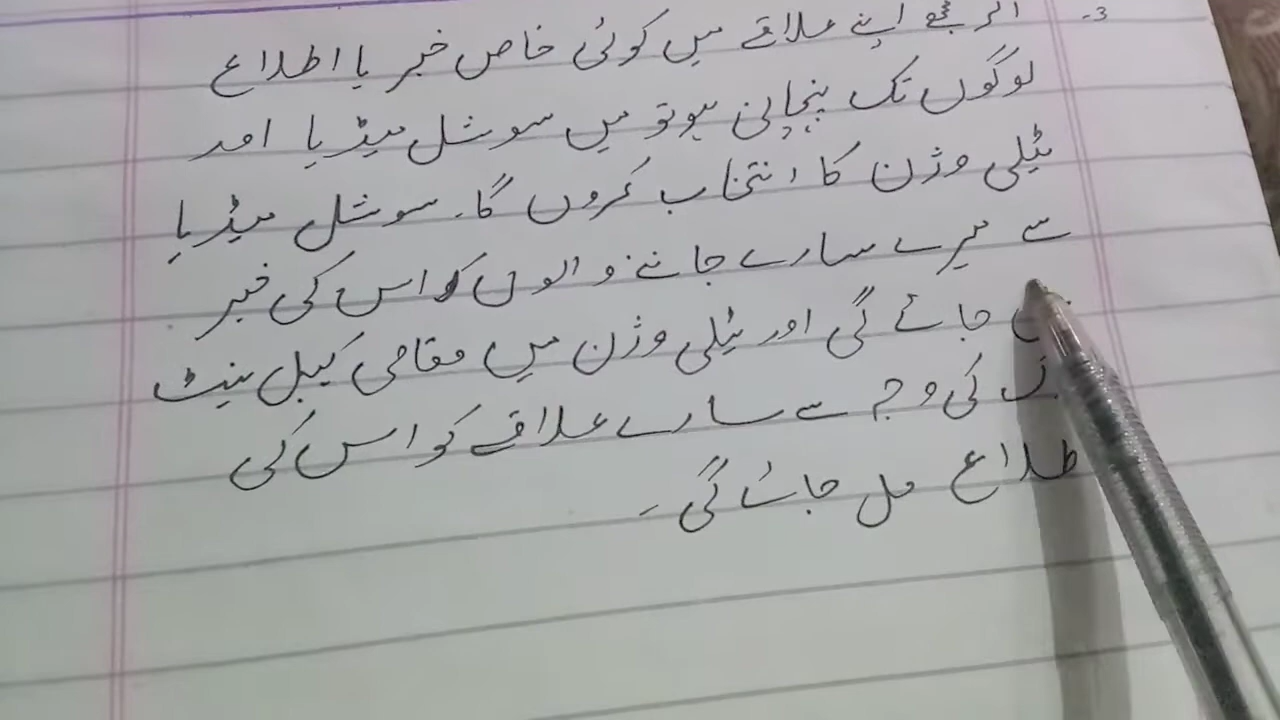 3- اگر مجھے اپنے علاقے میں کوئی خاص خبر یا اطلاع
لوگوں تک پہنچانی ہوتو میں سوشل میڈیا اور
ٹیلی وژن کا انتخاب کروں گا۔ سوشل میڈیا
سے میرے سارے جاننے والوں کو اس کی خبر
جائے گی اور ٹیلی وژن میں مقامی کیبل نیٹ
کی وجہ سے سارے علاقے کو اس کی
طلاع مل جائے گی۔